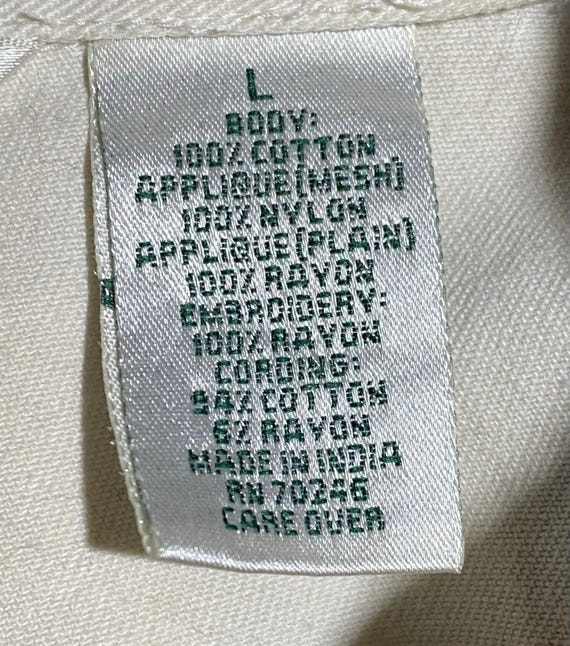 L
BODY:
100% COTTON
APPLIQUE(MESH)
100% NYLON
APPLIQUE(PLAIN)
100% RAYON
EMBROIDERY:
100% RAYON
CORDING:
94% COTTON
6% RAYON
MADE IN INDIA
RN 70246
CARE OVER